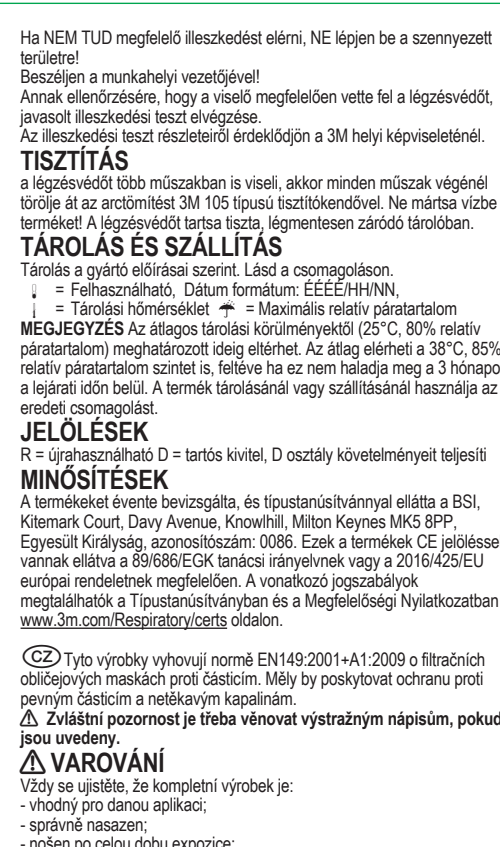 Ha NEM TUD megfelelő illeszkedést elérni, NE lépjen be a szennyezett
területre!
Beszéljen a munkahelyi vezetőjével!
Annak ellenőrzésére, hogy a viselő megfelelően vette fel a légzésvédőt,
javasolt illeszkedési teszt elvégzése.
Az illeszkedési teszt részleteiről érdeklődjön a 3M helyi képviseleténél.
TISZTÍTÁS
a légzésvédőt több műszakban is viseli, akkor minden műszak végénél
törölje át az arctömítést 3M 105 típusú tisztítókendővel. Ne mártsa vízbe
terméket! A légzésvédőt tartsa tiszta, légmentesen záródó tárolóban.
TÁROLÁS ÉS SZÁLLÍTÁS
Tárolás a gyártó előírásai szerint. Lásd a csomagoláson.
= Felhasználható, Dátum formátum: ÉÉÉÉ/HH/NN,
= Tárolási hőmérséklet = Maximális relatív páratartalom
MEGJEGYZÉS Az átlagos tárolási körülményektől (25°C, 80% relatív
páratartalom) meghatározott ideig eltérhet. Az átlag elérheti a 38°C, 85%
relatív páratartalom szintet is, feltéve ha ez nem haladja meg a 3 hónapo
a lejárati időn belül. A termék tárolásánál vagy szállításánál használja az
eredeti csomagolást.
JELÖLÉSEK
R = újrahasználható D = tartós kivitel, D osztály követelményeit teljesíti
MINŐSÍTÉSEK
A termékeket évente bevizsgálta, és típustanúsítvánnyal ellátta a BSI,
Kitemark Court, Davy Avenue, Knowlhill, Milton Keynes MK5 8PP,
Egyesült Királyság, azonosítószám: 0086. Ezek a termékek CE jelölésse
vannak ellátva a 89/686/EGK tanácsi irányelvnek vagy a 2016/425/EU
európai rendeletnek megfelelően. A vonatkozó jogszabályok
megtalálhatók a Típustanúsítványban és a Megfelelőségi Nyilatkozatban
www.3m.com/Respiratory/certs oldalon.
CZ Tyto výrobky vyhovují normě EN149:2001+A1:2009 o filtračních
obličejových maskách proti částicím. Měly by poskytovat ochranu proti
pevným částicím a netěkavým kapalinám.
⚠ Zvláštní pozornost je třeba věnovat výstražným nápisům, pokud
jsou uvedeny.
⚠ VAROVÁNÍ
Vždy se ujistěte, že kompletní výrobek je:
- vhodný pro danou aplikaci;
- správně nasazen;
- nošen po celou dobu expozice;